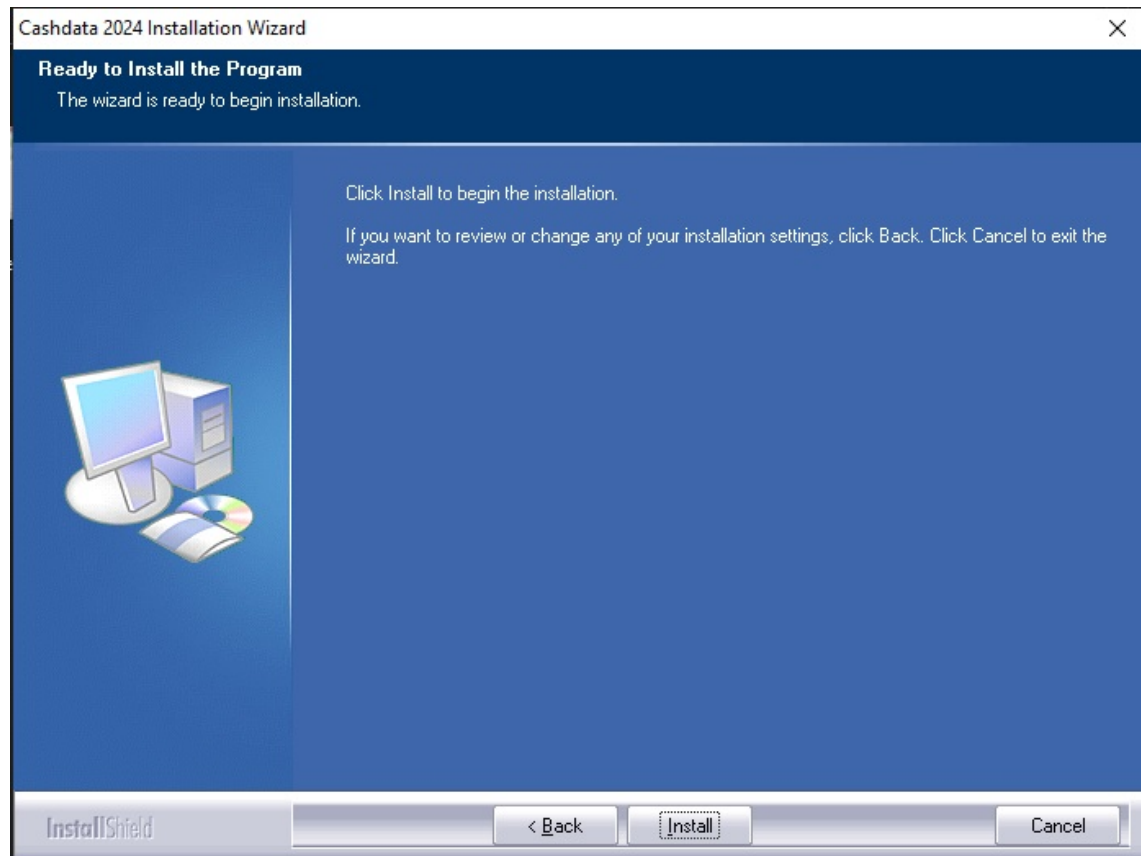 Cashdata 2024 Installation Wizard
Ready to Install the Program
The wizard is ready to begin installation.
Click Install to begin the installation.
If you want to review or change any of your installation settings, click Back. Click Cancel to exit the
wizard.
InstallShield
< Back
Install
Cancel